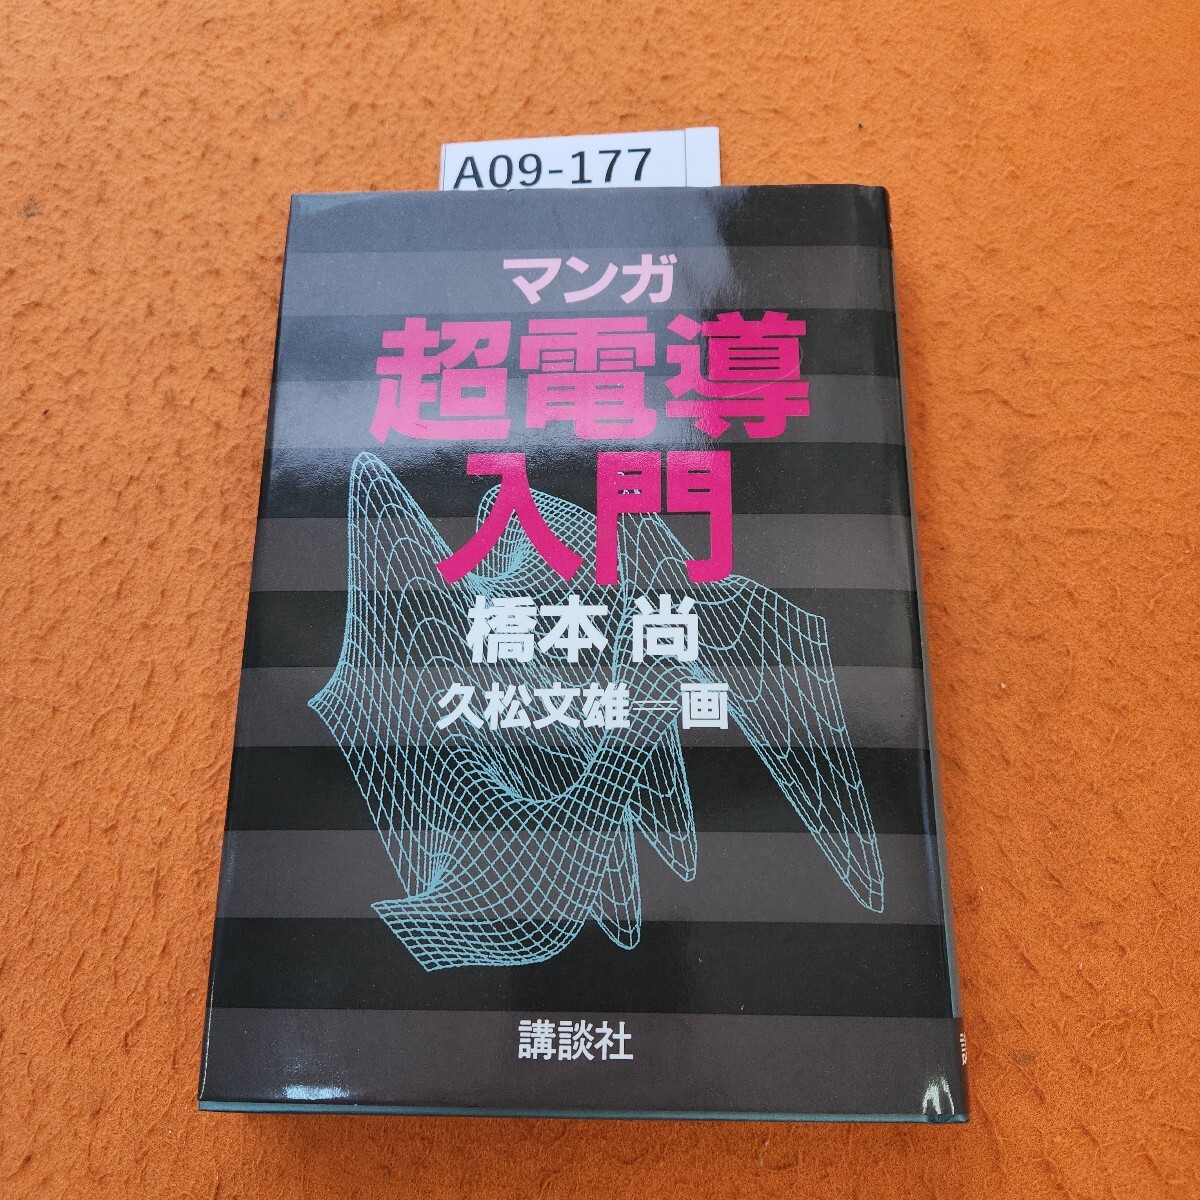 A09-177
マンガ
超電導
入門
橋本 尚
久松文雄=画
講談社